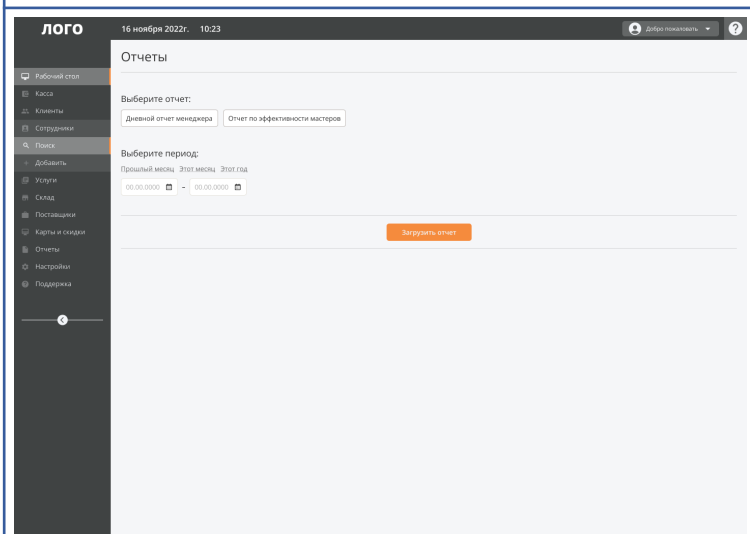 ЛОГО
16 ноября 2022г. 10:23
Добро пожаловать
?
Отчеты
Рабочий стол
Касса
Клиенты
Сотрудники
Поиск
+ Добавить
Услуги
Склад
Поставщики
Карты и скидки
Отчеты
Настройки
Поддержка
Выберите отчет:
Дневной отчет менеджера Отчет по эффективности мастеров
Выберите период:
Прошлый месяц Этот месяц Этот год
00.00.0000 – 00.00.0000
Загрузить отчет